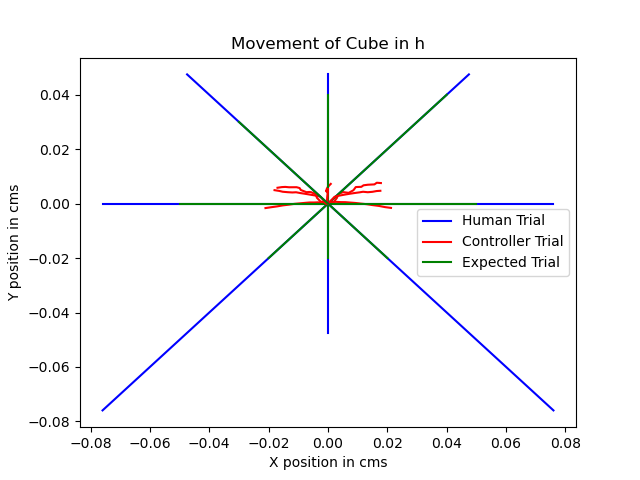 Movement of Cube in h
0.04
0.02
0.00
−0.02
−0.04
−0.06
−0.08
Y position in cms
Human Trial
Controller Trial
Expected Trial
−0.08 −0.06 −0.04 −0.02 0.00 0.02 0.04 0.06 0.08
X position in cms